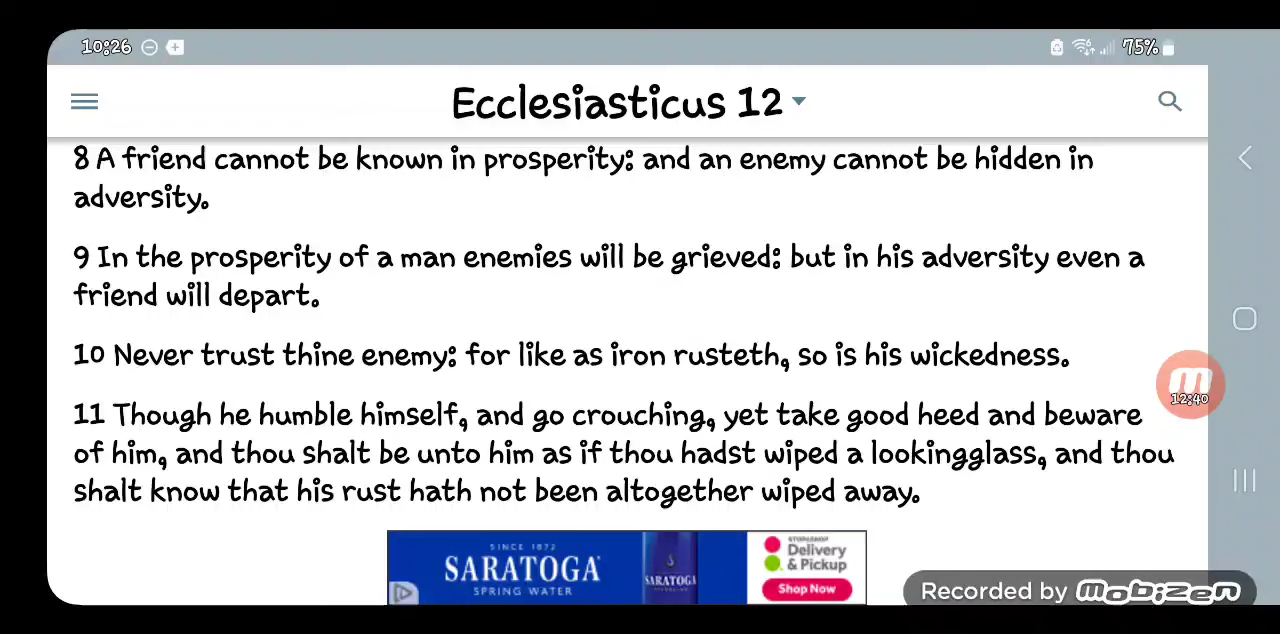 10:26
75%
Ecclesiasticus 12
8 A friend cannot be known in prosperity: and an enemy cannot be hidden in
adversity.
9 In the prosperity of a man enemies will be grieved: but in his adversity even a
friend will depart.
10 Never trust thine enemy: for like as iron rusteth, so is his wickedness.
11 Though he humble himself, and go crouching, yet take good heed and beware
of him, and thou shalt be unto him as if thou hadst wiped a lookingglass, and thou
shalt know that his rust hath not been altogether wiped away.
12:40
SINCE 1872
SARATOGA
SPRING WATER
SARATOGA
STOP&SHOP
Delivery
& Pickup
Shop Now
Recorded by Mobizen